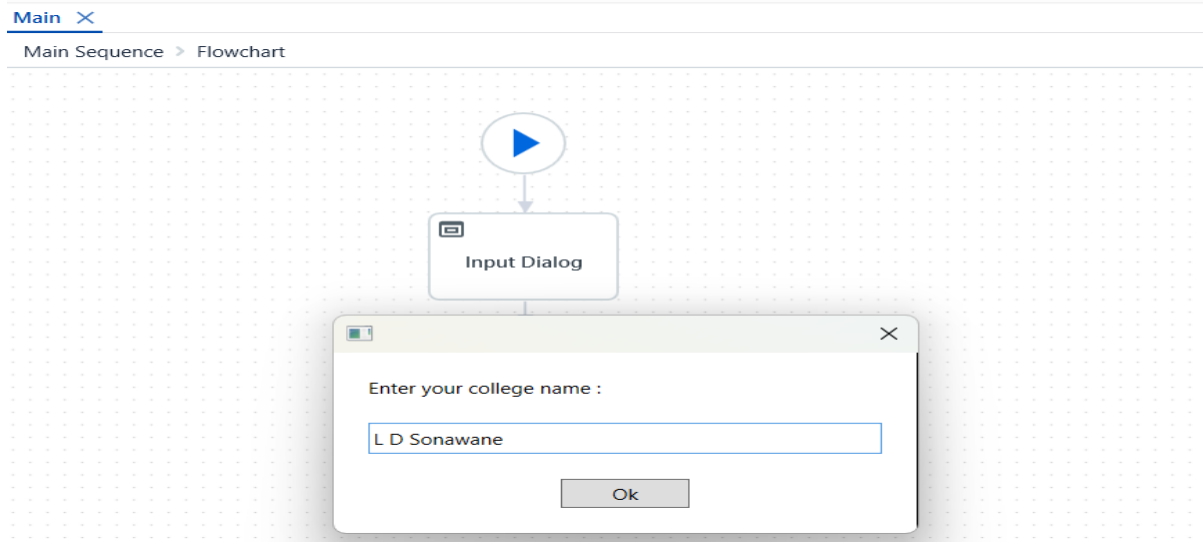 Main
Main Sequence > Flowchart
Input Dialog
Enter your college name :
L D Sonawane
Ok